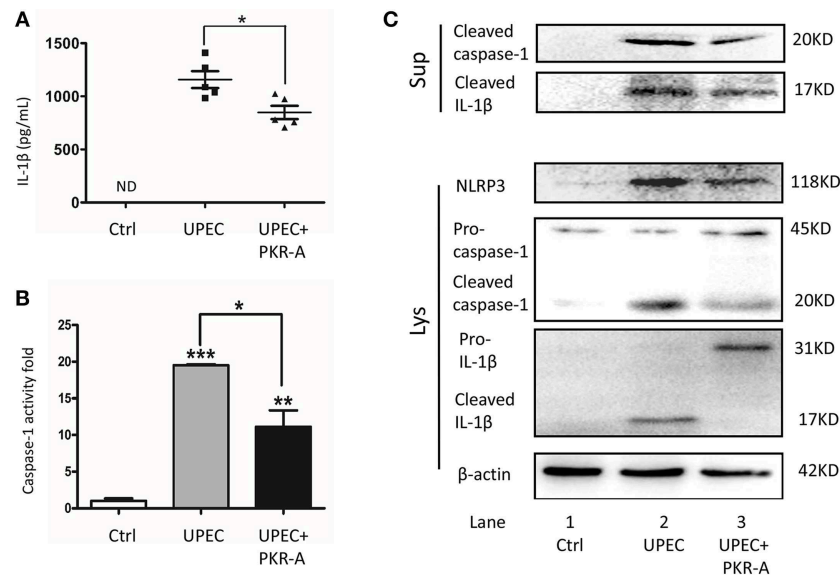 A
*
1500
1000
500
0
IL-1β (pg/mL)
ND
Ctrl
UPEC
UPEC+
PKR-A
B
*
25
20
15
10
5
0
Caspase-1 activity fold
***
**
Ctrl
UPEC
UPEC+
PKR-A
C
Sup
Cleaved
caspase-1
20KD
Cleaved
IL-1β
17KD
Lys
NLRP3
118KD
Pro-
caspase-1
45KD
Cleaved
caspase-1
20KD
Pro-
IL-1β
31KD
Cleaved
IL-1β
17KD
β-actin
42KD
Lane 1 2 3
Ctrl UPEC UPEC+
PKR-A